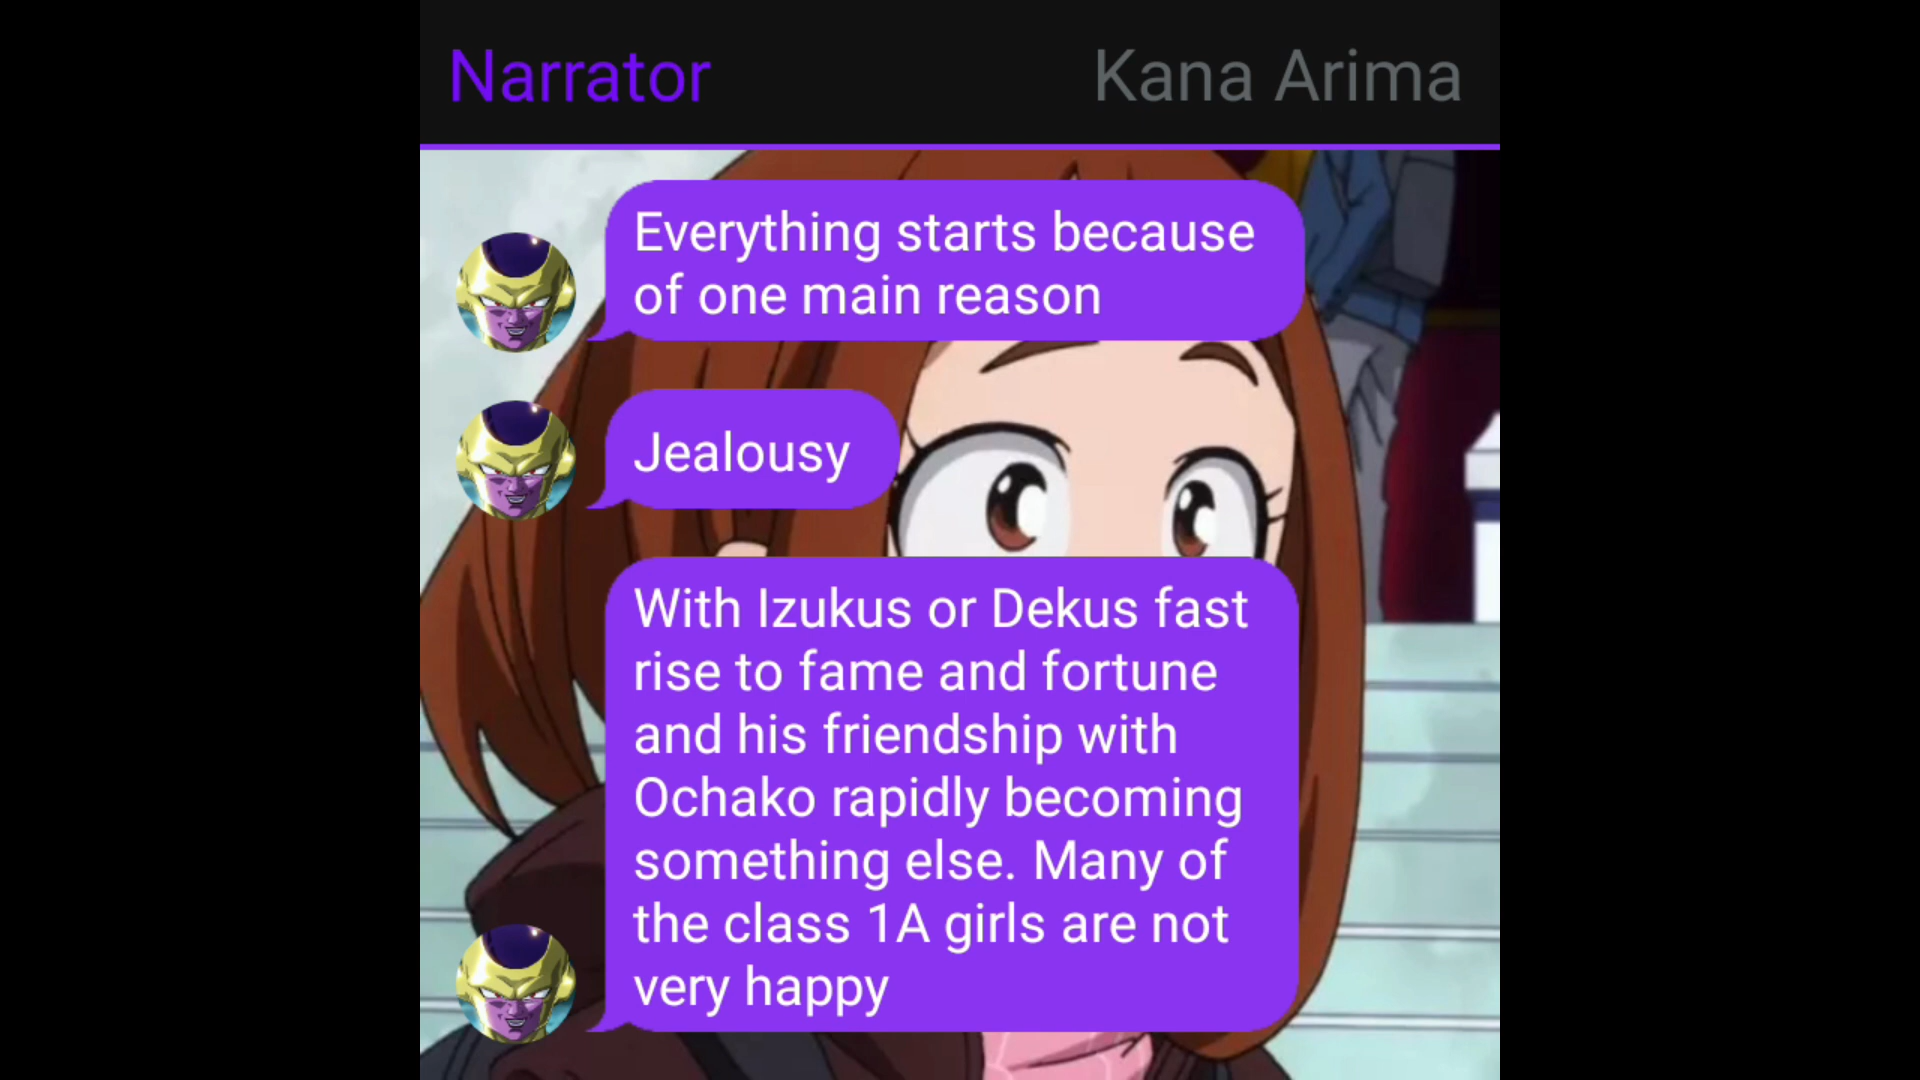 Narrator
Kana Arima
Everything starts because
of one main reason
Jealousy
With Izukus or Dekus fast
rise to fame and fortune
and his friendship with
Ochako rapidly becoming
something else. Many of
the class 1A girls are not
very happy